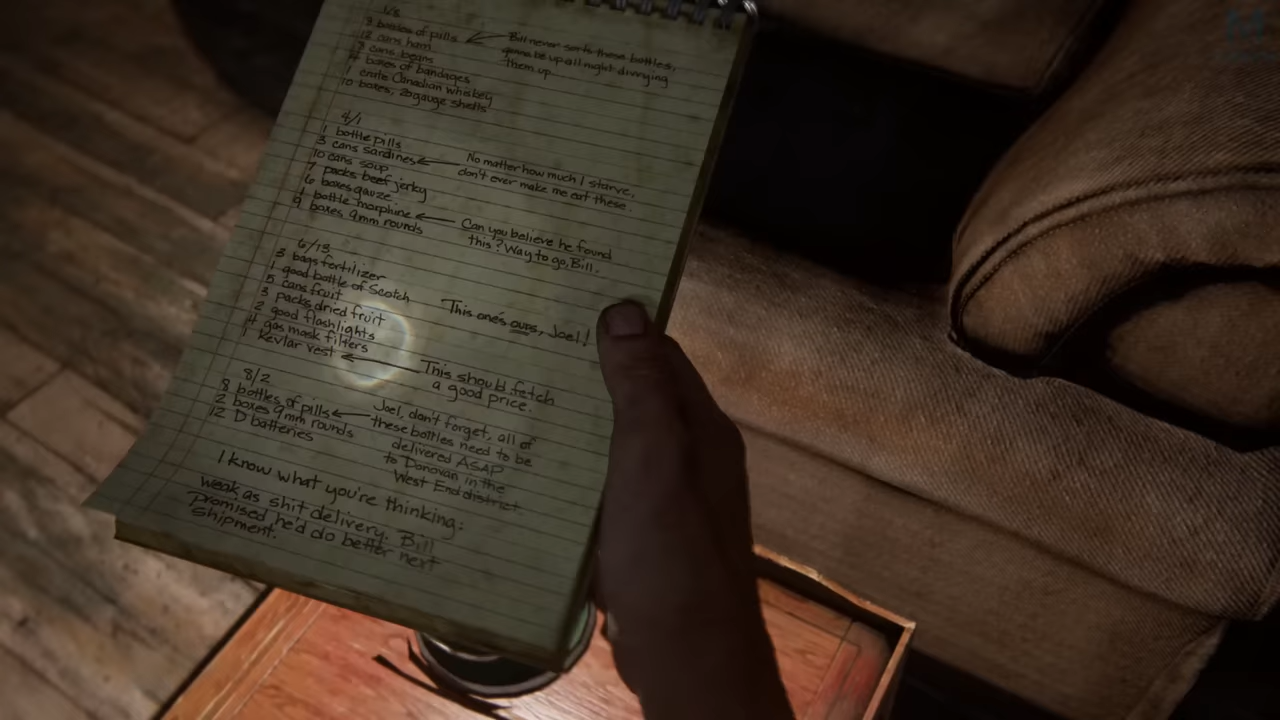 1/8
3 bottles of pills
Bill never sorts these bottles,
gonna be up all night divvying
them up.
12 cans ham
8 cans beans
4 boxes of bandages
1 crate Canadian whiskey
10 boxes, 20 gauge shells
4/1
1 bottle pills
3 cans sardines
No matter how much I starve,
don't ever make me eat these.
10 cans soup
7 packs beef jerky
6 boxes gauze
1 bottle morphine
Can you believe he found
this? Way to go, Bill.
9 boxes 9mm rounds
6/13
3 bags fertilizer
1 good bottle of Scotch
This one's ours, Joel!
5 cans fruit
3 packs dried fruit
2 good flashlights
4 gas mask filters
1 Kevlar vest
This should fetch
a good price.
8/2
8 bottles of pills
Joel, don't forget, all of
these bottles need to be
delivered ASAP
to Donovan in the
West End district.
2 boxes 9mm rounds
12 D batteries
I know what you're thinking:
weak as shit delivery. Bill
promised he'd do better next
shipment.